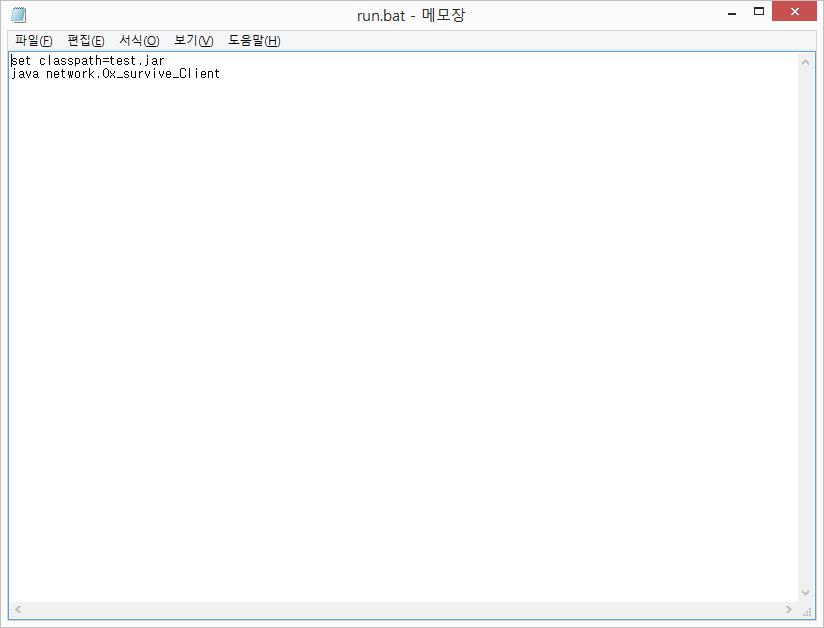 run.bat - 메모장
파일(F) 편집(E) 서식(O) 보기(V) 도움말(H)
set classpath=test.jar
java network.Ox_survive_Client